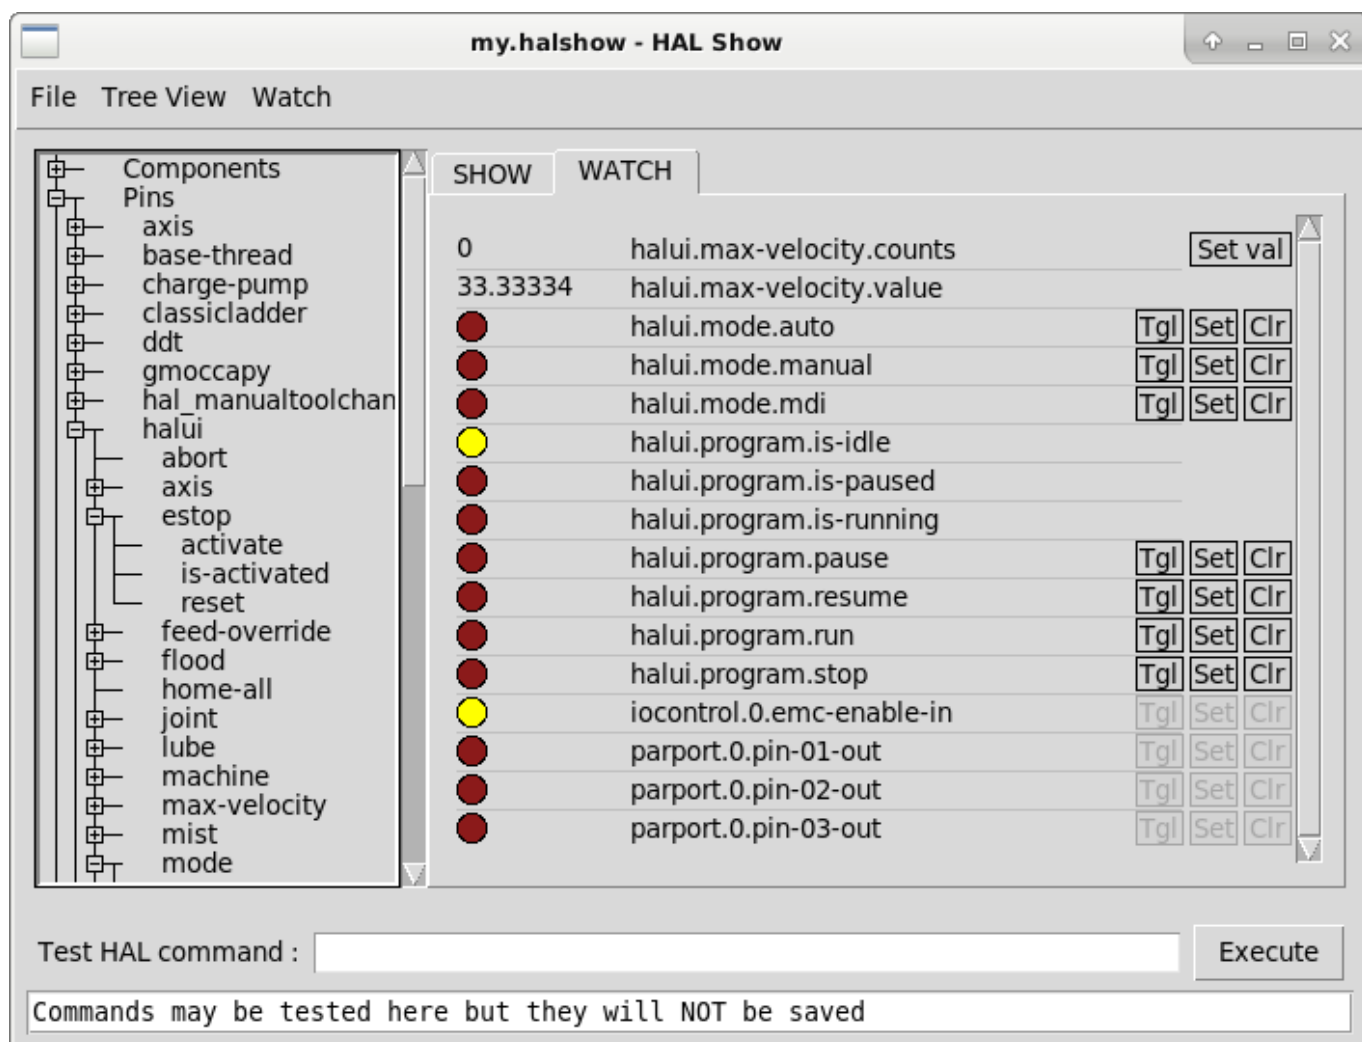 my.halshow - HAL Show
File Tree View Watch
Components
Pins
axis
base-thread
charge-pump
classicladder
ddt
gmoccapy
hal_manualtoolchan
halui
abort
axis
estop
activate
is-activated
reset
feed-override
flood
home-all
joint
lube
machine
max-velocity
mist
mode
SHOW WATCH
0 halui.max-velocity.counts Set val
33.33334 halui.max-velocity.value
halui.mode.auto Tgl Set Clr
halui.mode.manual Tgl Set Clr
halui.mode.mdi Tgl Set Clr
halui.program.is-idle
halui.program.is-paused
halui.program.is-running
halui.program.pause Tgl Set Clr
halui.program.resume Tgl Set Clr
halui.program.run Tgl Set Clr
halui.program.stop Tgl Set Clr
iocontrol.0.emc-enable-in Tgl Set Clr
parport.0.pin-01-out Tgl Set Clr
parport.0.pin-02-out Tgl Set Clr
parport.0.pin-03-out Tgl Set Clr
Test HAL command : Execute
Commands may be tested here but they will NOT be saved